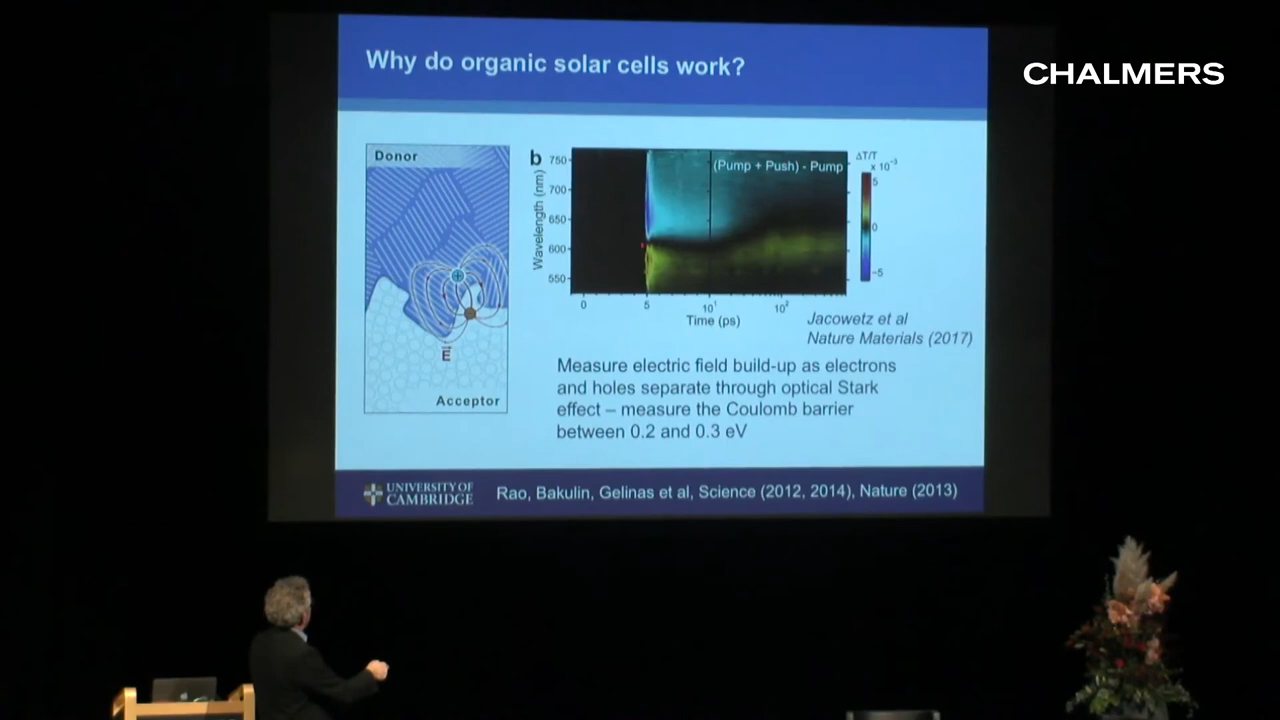 Why do organic solar cells work?
CHALMERS
Donor
E
Acceptor
b
Wavelength (nm)
750
700
650
600
550
(Pump + Push) - Pump
ΔT/T
x 10⁻³
5
0
−5
0
5
10¹
10²
Time (ps)
Jacowetz et al
Nature Materials (2017)
Measure electric field build-up as electrons
and holes separate through optical Stark
effect – measure the Coulomb barrier
between 0.2 and 0.3 eV
UNIVERSITY OF
CAMBRIDGE
Rao, Bakulin, Gelinas et al, Science (2012, 2014), Nature (2013)